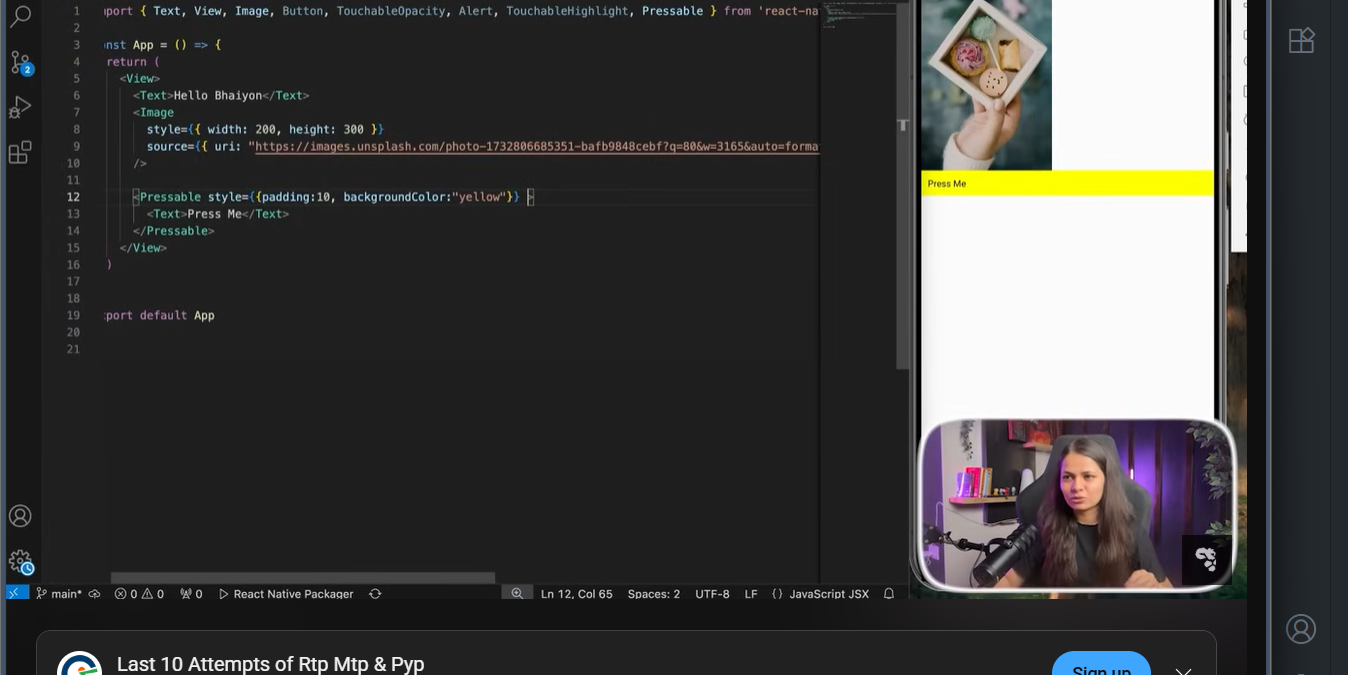 1 port { Text, View, Image, Button, TouchableOpacity, Alert, TouchableHighlight, Pressable } from 'react-na
2
3 nst App = () => {
4 return (
5 <View>
6 <Text>Hello Bhaiyon</Text>
7 <Image
8 style={{ width: 200, height: 300 }}
9 source={{ uri: "https://images.unsplash.com/photo-1732806685351-bafb9848cebf?q=80&w=3165&auto=forma
10 />
11
12 <Pressable style={{padding:10, backgroundColor:"yellow"}} >
13 <Text>Press Me</Text>
14 </Pressable>
15 </View>
16 )
17
18
19 port default App
20
21
Press Me
2
main* 0 0 0 React Native Packager Ln 12, Col 65 Spaces: 2 UTF-8 LF {} JavaScript JSX
Last 10 Attempts of Rtp Mtp & Pyp
Sign up